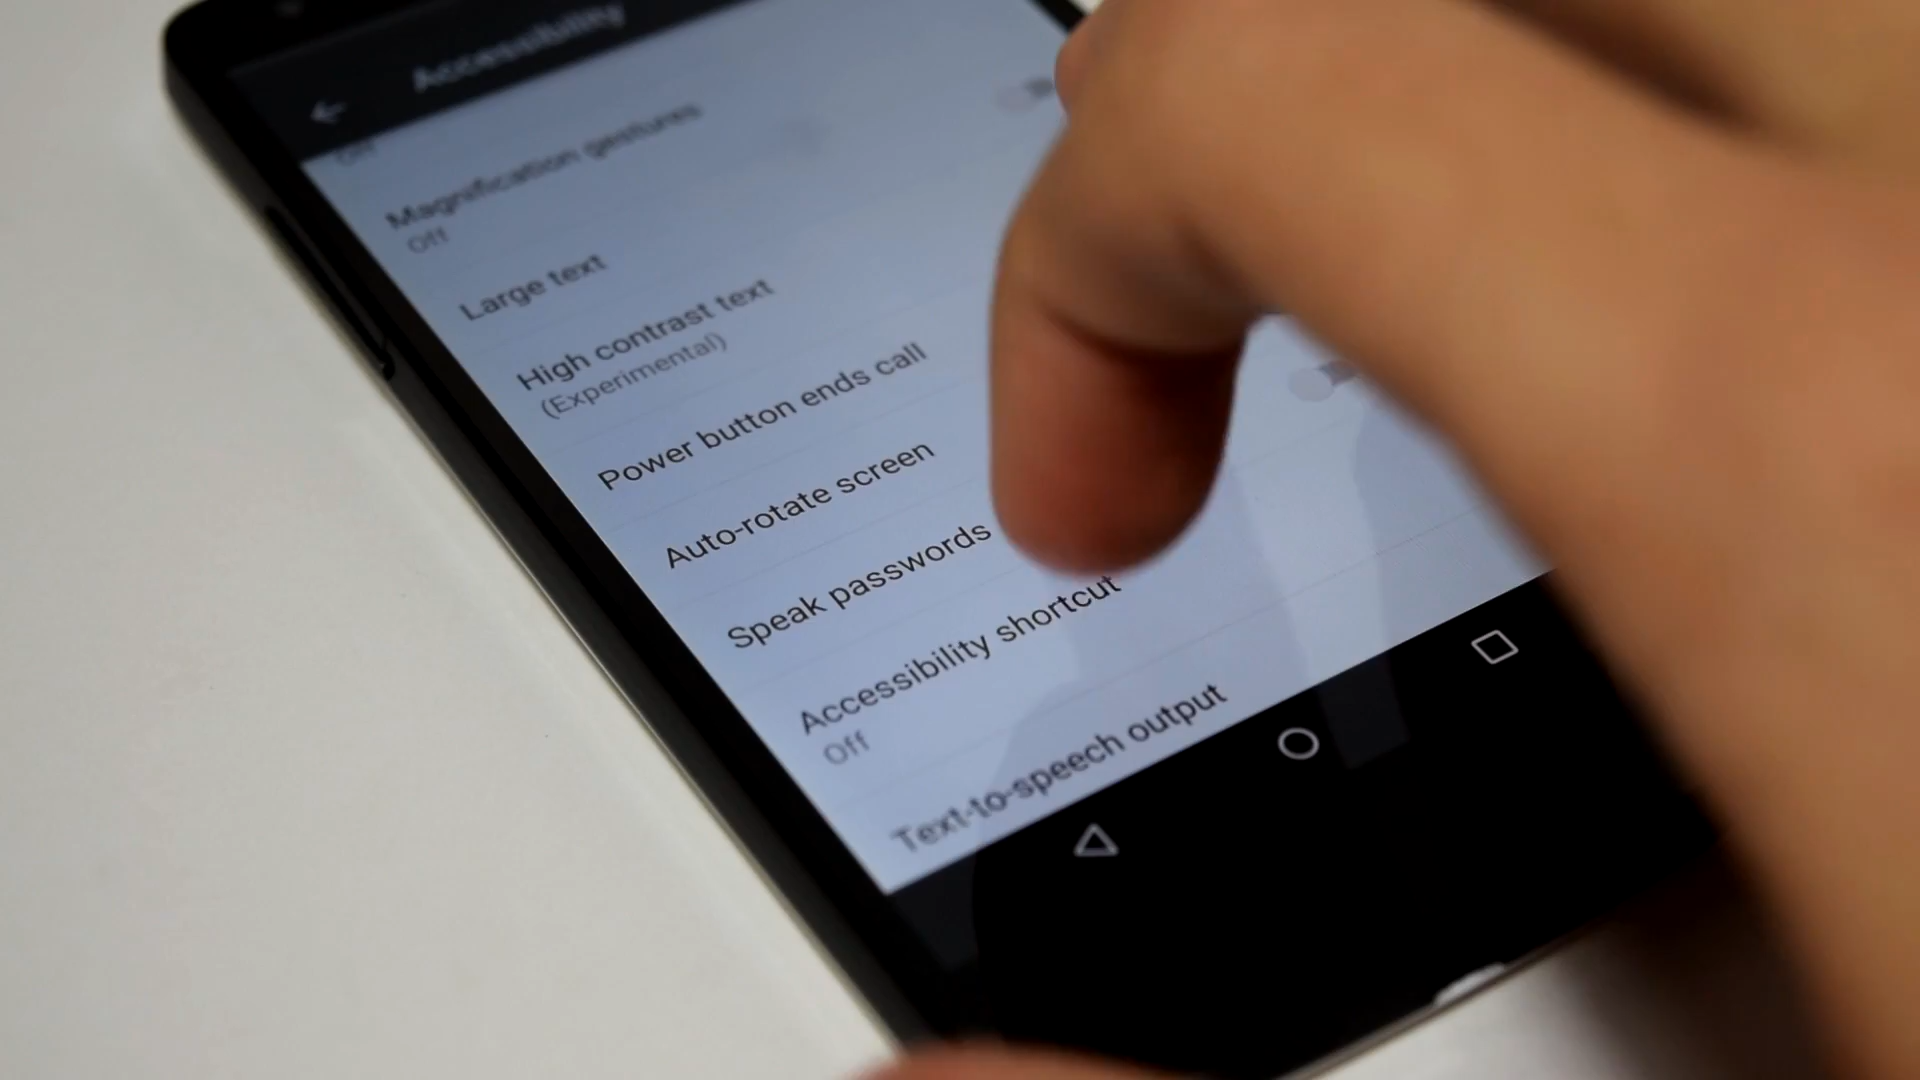 Accessibility
Off
Magnification gestures
Off
Large text
High contrast text
(Experimental)
Power button ends call
Auto-rotate screen
Speak passwords
Accessibility shortcut
Off
Text-to-speech output